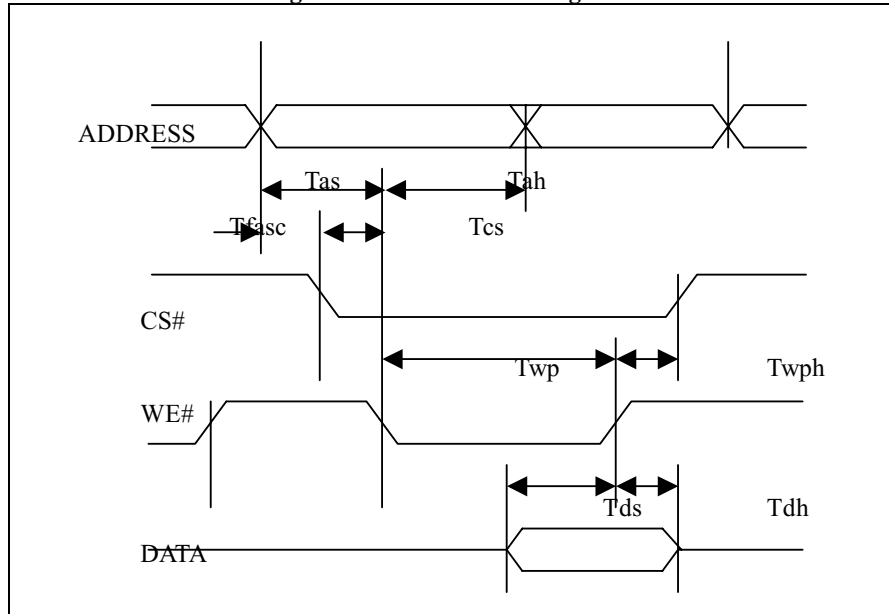 ADDRESS
Tas Tah
Tfasc Tcs
CS#
Twp Twph
WE#
Tds Tdh
DATA